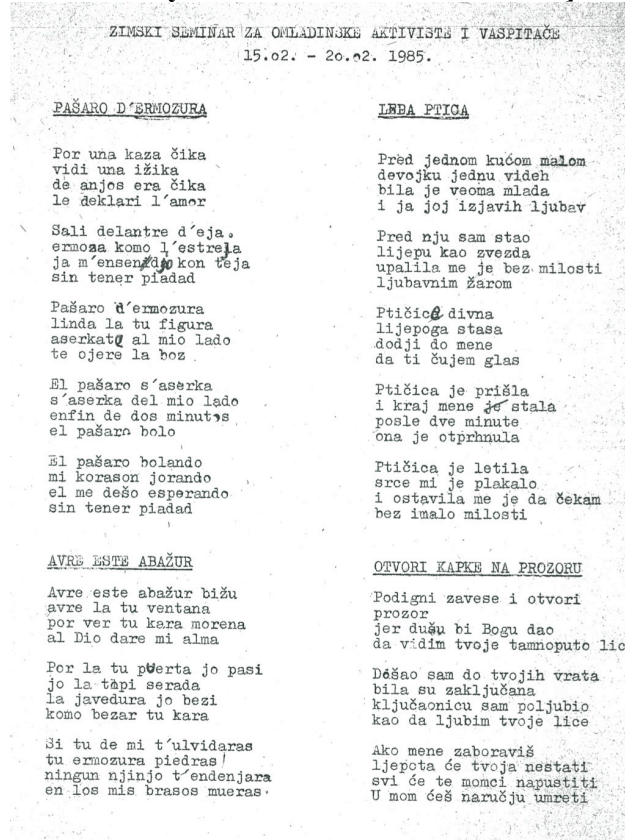 ZIMSKI SEMINAR ZA OMLADINSKE AKTIVISTE I VASPITAČE
15.02. - 20.02. 1985.
PAŠARO D´ERMOZURA
Por una kaza čika
vidi una ižika
de anjos era čika
le deklari l´amor
Sali delantre d´eja.
ermoza komo l´estreja
ja m´ensendjo kon teja
sin tener piadad
Pašaro d´ermozura
linda la tu figura
aserkate al mio lado
te ojere la boz
El pašaro s´aserka
s´aserka del mio lado
enfin de dos minutos
el pašaro bolo
El pašaro bolando
mi korason jorando
el me dešo esperando
sin tener piadad
AVRE ESTE ABAŽUR
Avre este abažur bižu
avre la tu ventana
por ver tu kara morena
al Dio dare mi alma
Por la tu puerta jo pasi
jo la topi serada
la javedura jo bezi
komo bezar tu kara
Si tu de mi t'ulvidaras
tu ermozura piedras!
ningun njinjo t´endenjara
en los mis brasos mueras.
LEBA PTICA
Pred jednom kućom malom
devojku jednu videh
bila je veoma mlada
i ja joj izjavih ljubav
Pred nju sam stao
lijepu kao zvezda
upalila me je bez milosti
ljubavnim žarom
Ptičice divna
lijepoga stasa
dodji do mene
da ti čujem glas
Ptičica je prišla
i kraj mene je stala
posle dve minute
ona je otprhnula
Ptičica je letila
srce mi je plakalo
i ostavila me je da čekam
bez imalo milosti
OTVORI KAPKE NA PROZORU
Podigni zavese i otvori
prozor
jer dušu bi Bogu dao
da vidim tvoje tamnoputo lic
Došao sam do tvojih vrata
bila su zaključana
ključaonicu sam poljubio
kao da ljubim tvoje lice
Ako mene zaboraviš
ljepota će tvoja nestati
svi će te momci napustiti
U mom ćeš naručju umreti